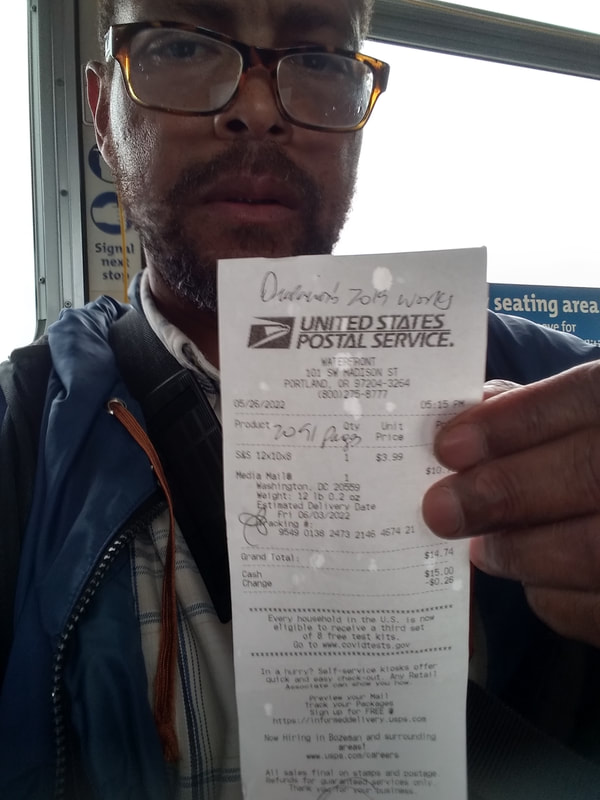 Signal
next
stop
seating area
2019 works
UNITED STATES
POSTAL SERVICE.
WATERFRONT
101 SW MADISON ST
PORTLAND, OR 97204-3264
(800)275-8777
05/26/2022 05:15 PM
Product Qty Unit
Price
2091 pages
S&S 12x10x8 1 $3.99
Media Mail® 1
Washington, DC 20559
Weight: 12 lb 0.2 oz
Estimated Delivery Date
Fri 06/03/2022
Tracking #:
9549 0138 2473 2146 4674 21
Grand Total: $14.74
Cash $15.00
Change -$0.26
Every household in the U.S. is now
eligible to receive a third set
of 8 free test kits.
Go to www.covidtests.gov
In a hurry? Self-service kiosks offer
quick and easy check-out. Any Retail
Associate can show you how.
Preview your Mail
Track your Packages
Sign up for FREE @
https://informeddelivery.usps.com
Now Hiring in Bozeman and surrounding
areas!
www.usps.com/careers
All sales final on stamps and postage.
Refunds for guaranteed services only.
Thank you for your business.